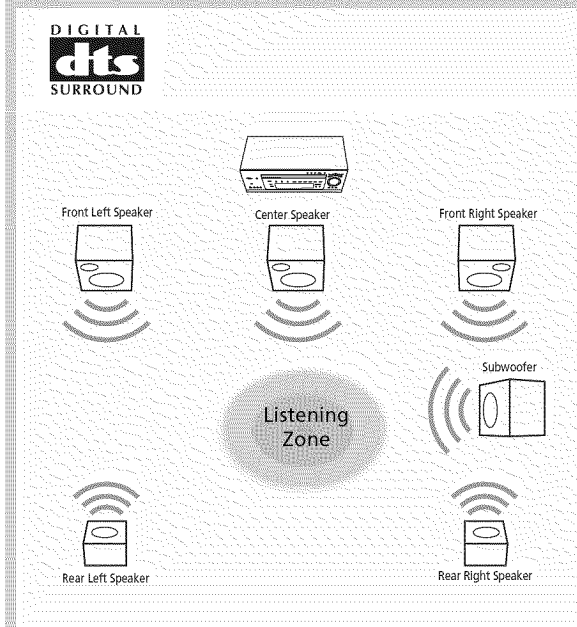 DIGITAL
dts
SURROUND
Front Left Speaker
Center Speaker
Front Right Speaker
Subwoofer
Listening
Zone
Rear Left Speaker
Rear Right Speaker